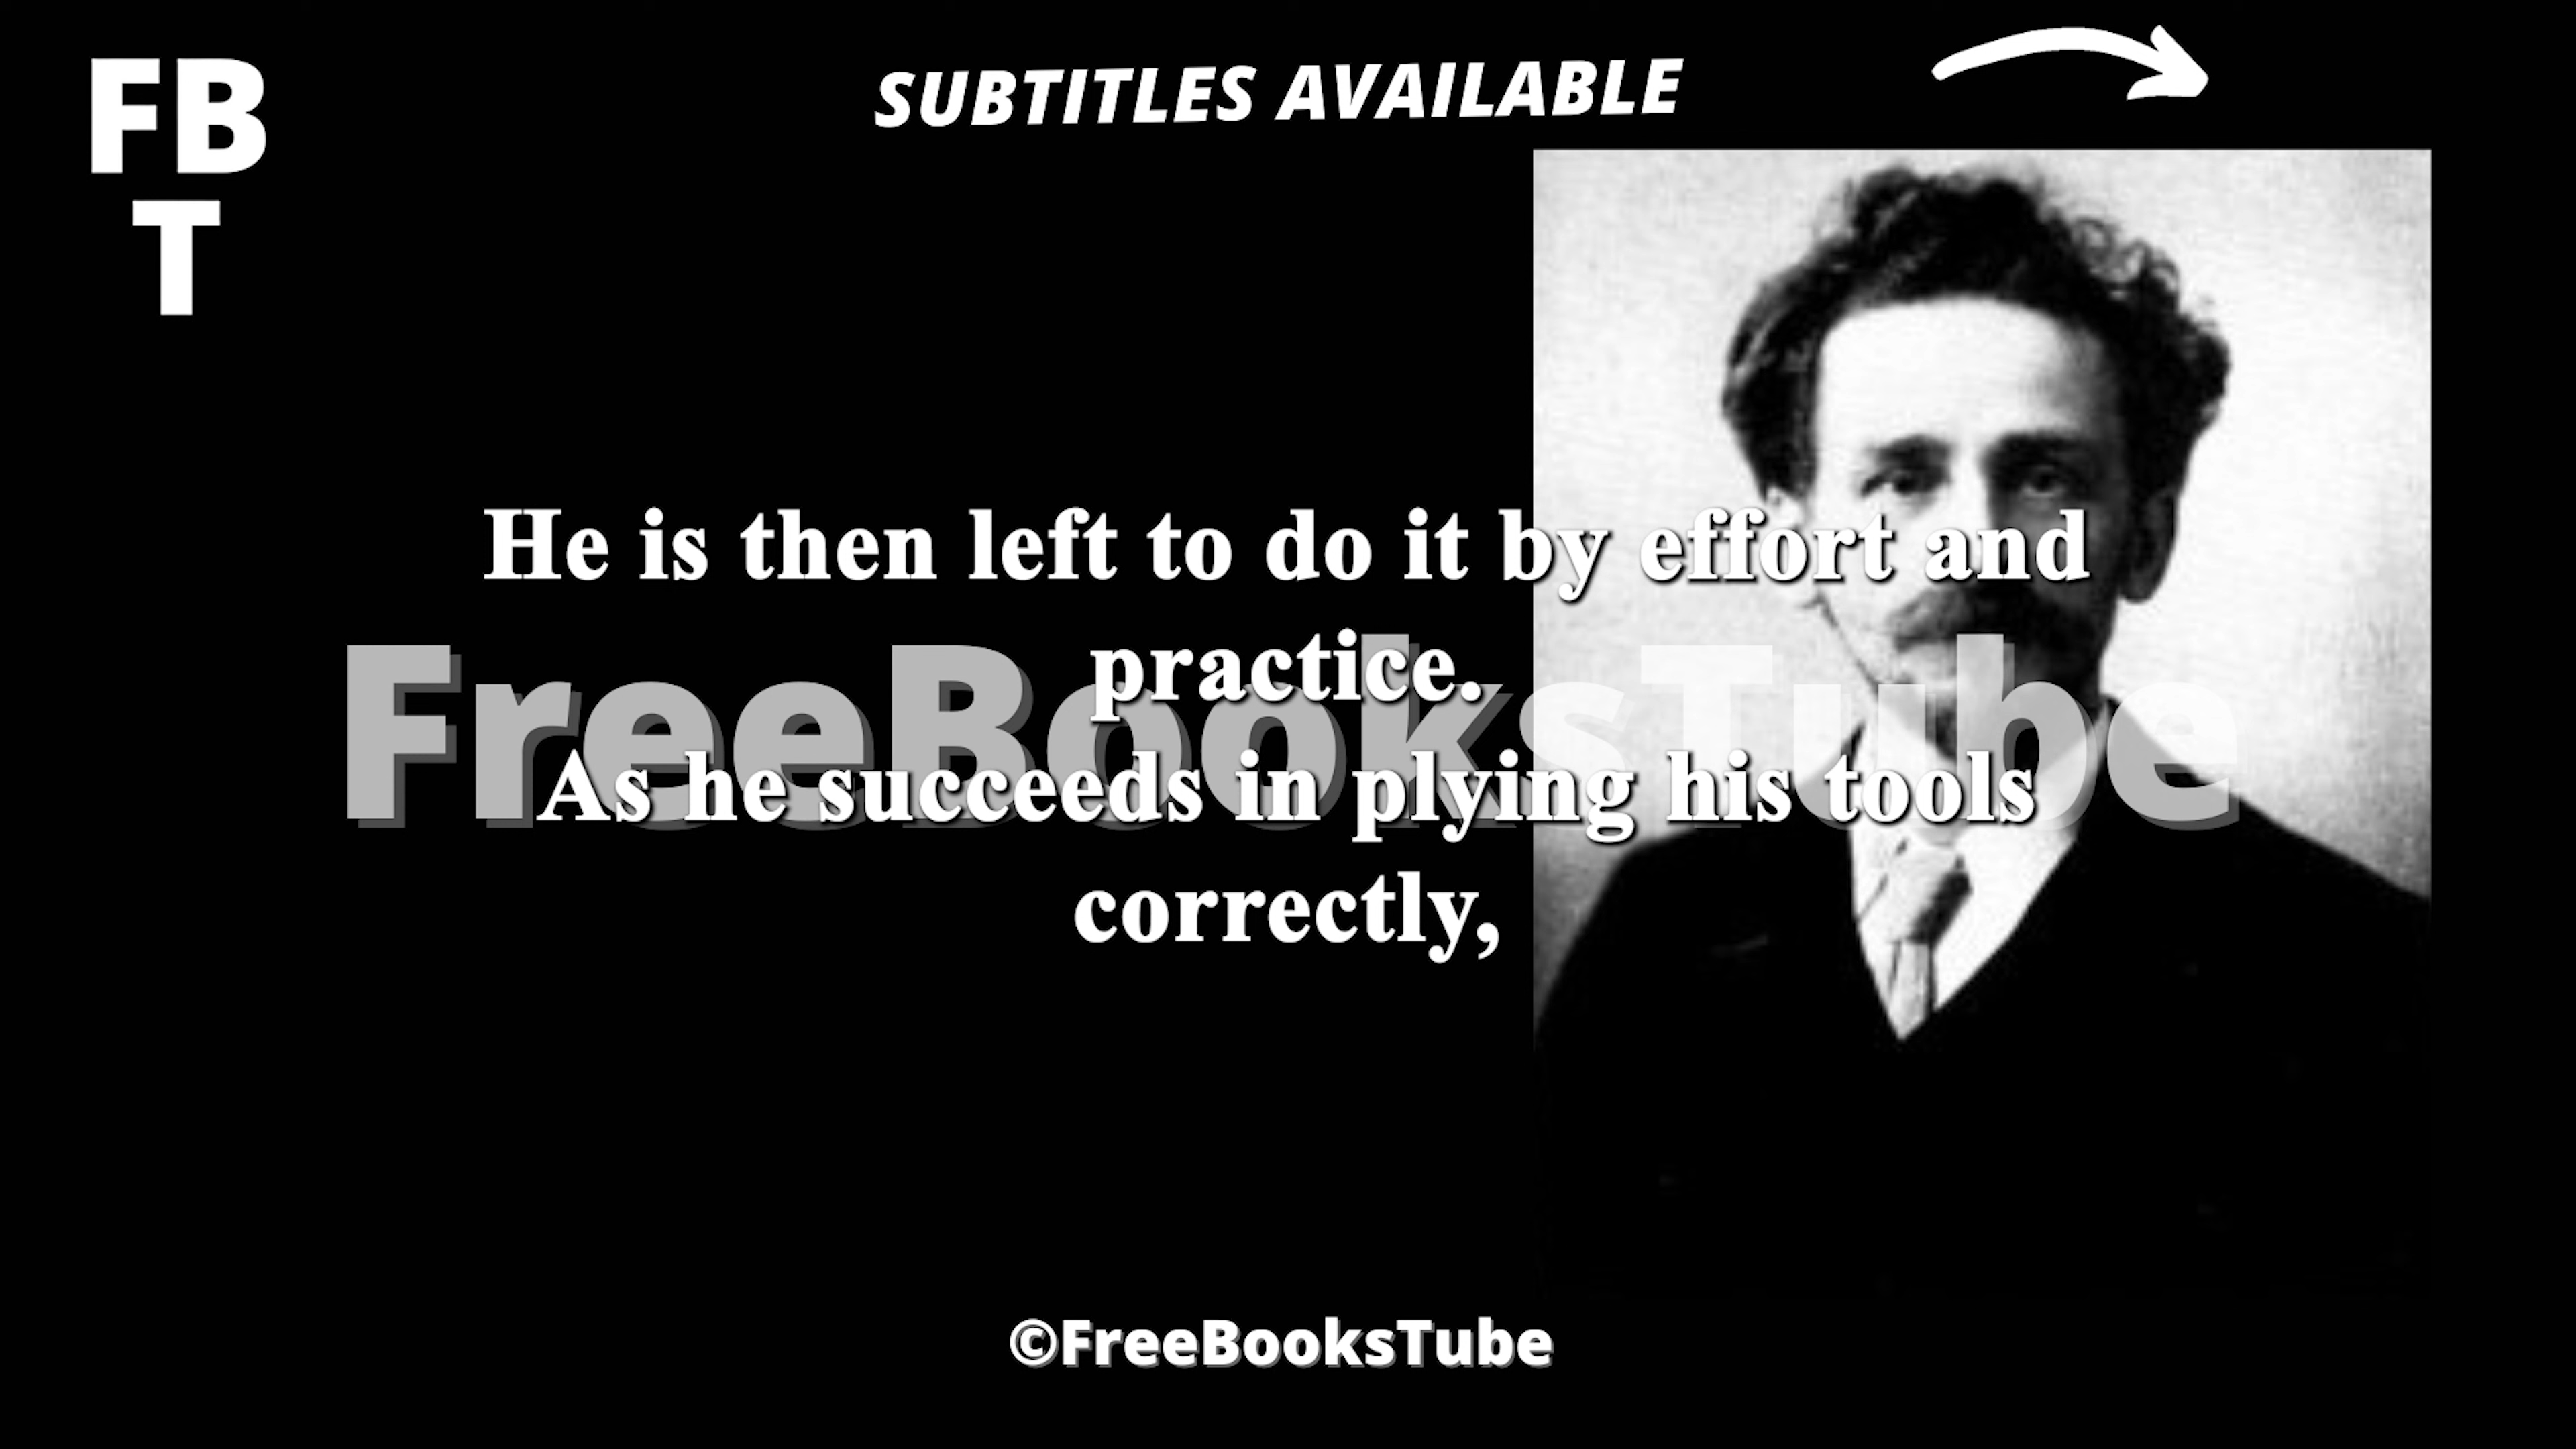 FB
T
SUBTITLES AVAILABLE
He is then left to do it by effort and
practice.
FreeBooksTube
As he succeeds in plying his tools
correctly,
©FreeBooksTube